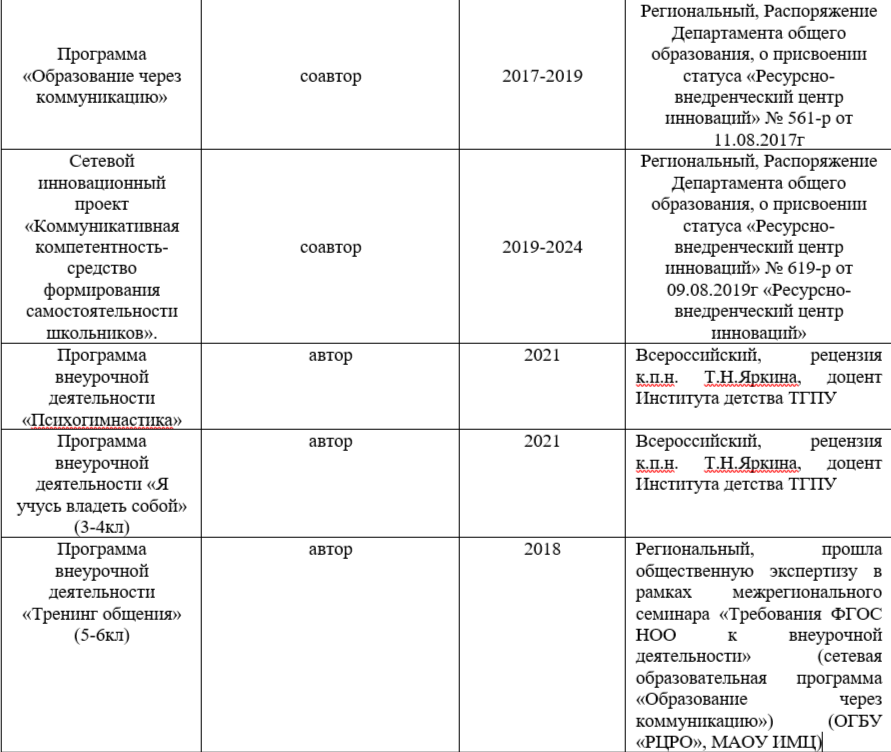 Программа
«Образование через
коммуникацию»
соавтор
2017-2019
Региональный, Распоряжение
Департамента общего
образования, о присвоении
статуса «Ресурсно-
внедренческий центр
инноваций» № 561-р от
11.08.2017г
Сетевой
инновационный
проект
«Коммуникативная
компетентность-
средство
формирования
самостоятельности
школьников».
соавтор
2019-2024
Региональный, Распоряжение
Департамента общего
образования, о присвоении
статуса «Ресурсно-
внедренческий центр
инноваций» № 619-р от
09.08.2019г «Ресурсно-
внедренческий центр
инноваций»
Программа
внеурочной
деятельности
«Психогимнастика»
автор
2021
Всероссийский, рецензия
к.п.н. Т.Н.Яркина, доцент
Института детства ТГПУ
Программа
внеурочной
деятельности «Я
учусь владеть собой»
(3-4кл)
автор
2021
Всероссийский, рецензия
к.п.н. Т.Н.Яркина, доцент
Института детства ТГПУ
Программа
внеурочной
деятельности
«Тренинг общения»
(5-6кл)
автор
2018
Региональный, прошла
общественную экспертизу в
рамках межрегионального
семинара «Требования ФГОС
НОО к внеурочной
деятельности» (сетевая
образовательная программа
«Образование через
коммуникацию») (ОГБУ
«РЦРО», МАОУ ИМЦ)